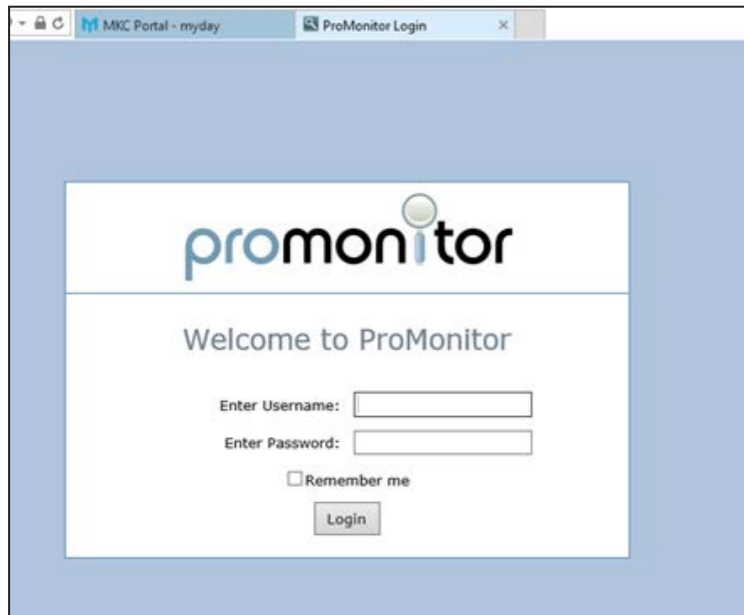 MKC Portal - myday
ProMonitor Login
promonitor
Welcome to ProMonitor
Enter Username:
Enter Password:
Remember me
Login